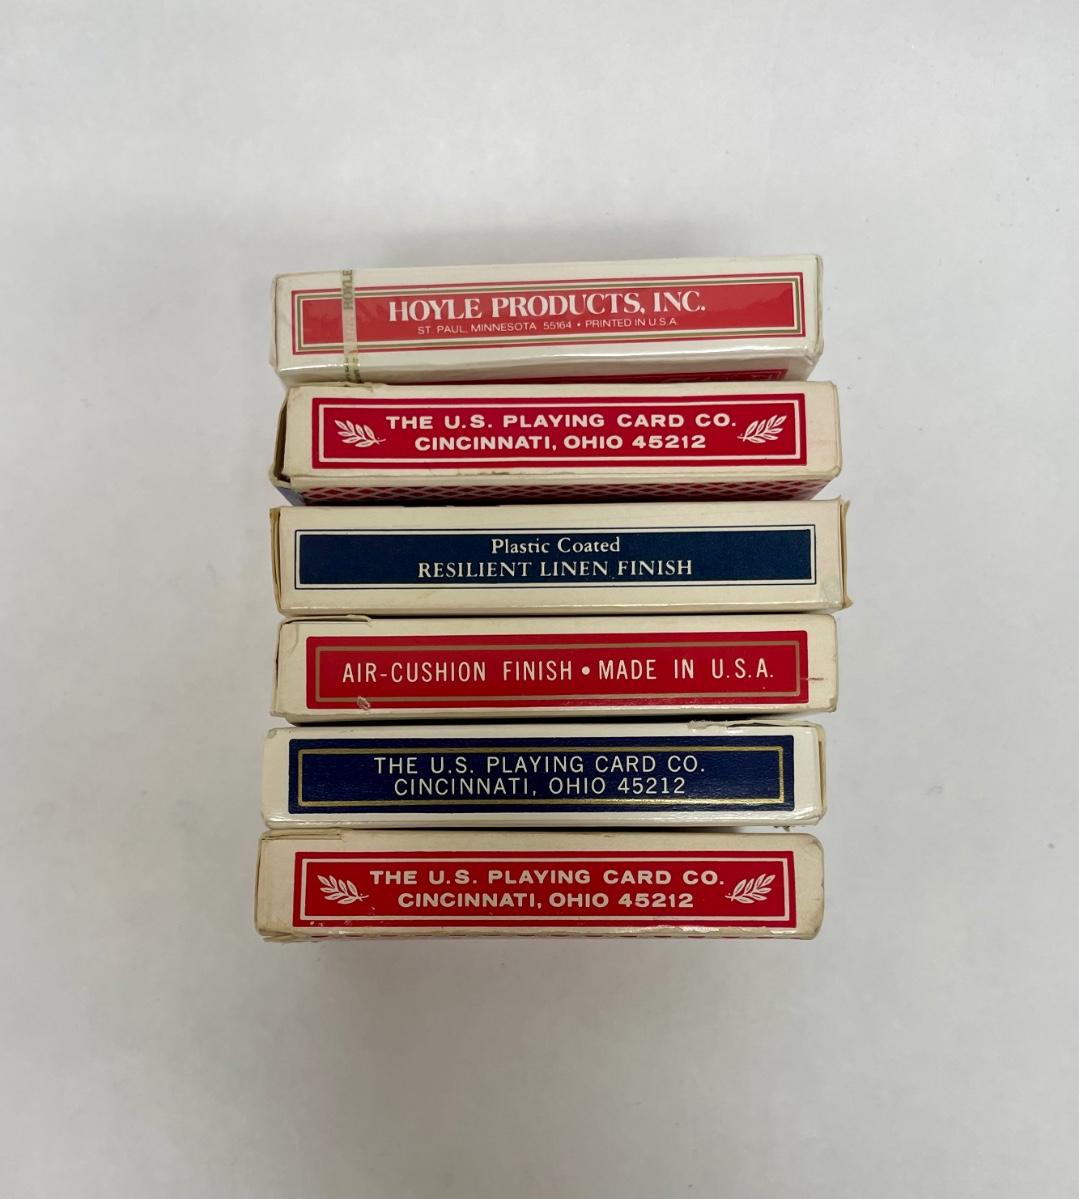 HOYLE
HOYLE PRODUCTS, INC.
ST. PAUL, MINNESOTA 55164 • PRINTED IN U.S.A.
THE U.S. PLAYING CARD CO.
CINCINNATI, OHIO 45212
Plastic Coated
RESILIENT LINEN FINISH
AIR-CUSHION FINISH • MADE IN U.S.A.
THE U.S. PLAYING CARD CO.
CINCINNATI, OHIO 45212
THE U.S. PLAYING CARD CO.
CINCINNATI, OHIO 45212